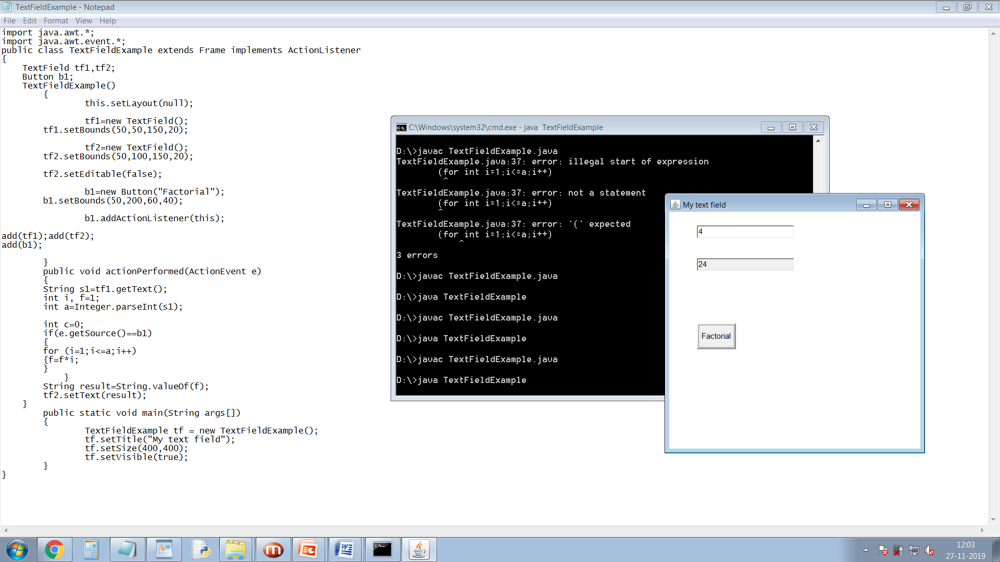 TextFieldExample - Notepad
File Edit Format View Help
import java.awt.*;
import java.awt.event.*;
public class TextFieldExample extends Frame implements ActionListener
{
TextField tf1,tf2;
Button b1;
TextFieldExample()
{
this.setLayout(null);
tf1=new TextField();
tf1.setBounds(50,50,150,20);
tf2=new TextField();
tf2.setBounds(50,100,150,20);
tf2.setEditable(false);
b1=new Button("Factorial");
b1.setBounds(50,200,60,40);
b1.addActionListener(this);
add(tf1);add(tf2);
add(b1);
}
public void actionPerformed(ActionEvent e)
{
String s1=tf1.getText();
int i, f=1;
int a=Integer.parseInt(s1);
int c=0;
if(e.getSource()==b1)
{
for (i=1;i<=a;i++)
{f=f*i;
}
}
String result=String.valueOf(f);
tf2.setText(result);
}
public static void main(String args[])
{
TextFieldExample tf = new TextFieldExample();
tf.setTitle("My text field");
tf.setSize(400,400);
tf.setVisible(true);
}
}
C:\Windows\system32\cmd.exe - java  TextFieldExample
D:\>javac TextFieldExample.java
TextFieldExample.java:37: error: illegal start of expression
(for int i=1;i<=a;i++)
^
TextFieldExample.java:37: error: not a statement
(for int i=1;i<=a;i++)
^
TextFieldExample.java:37: error: '(' expected
(for int i=1;i<=a;i++)
^
3 errors
D:\>javac TextFieldExample.java
D:\>java TextFieldExample
D:\>javac TextFieldExample.java
D:\>java TextFieldExample
D:\>javac TextFieldExample.java
D:\>java TextFieldExample
My text field
4
24
Factorial
12:03
27-11-2019